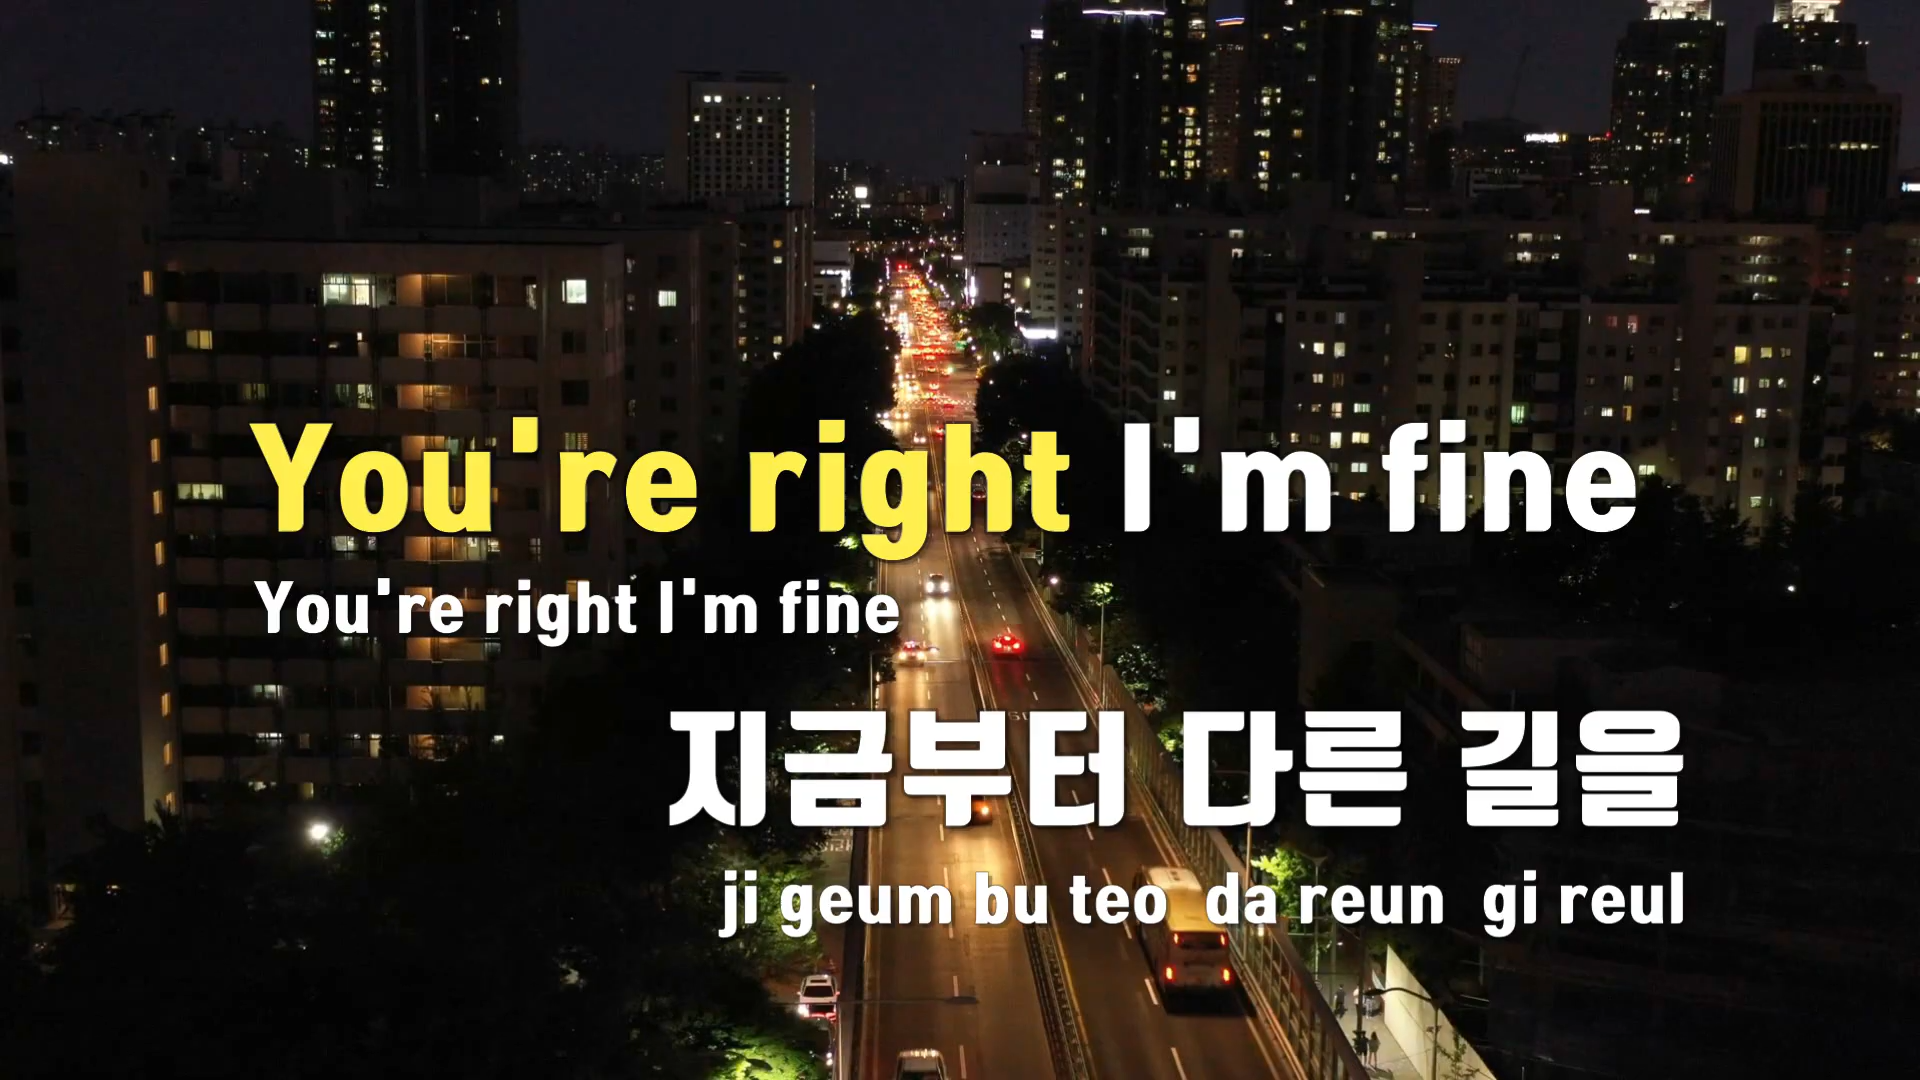 You're right I'm fine
You're right I'm fine
지금부터 다른 길을
ji geum bu teo da reun gi reul